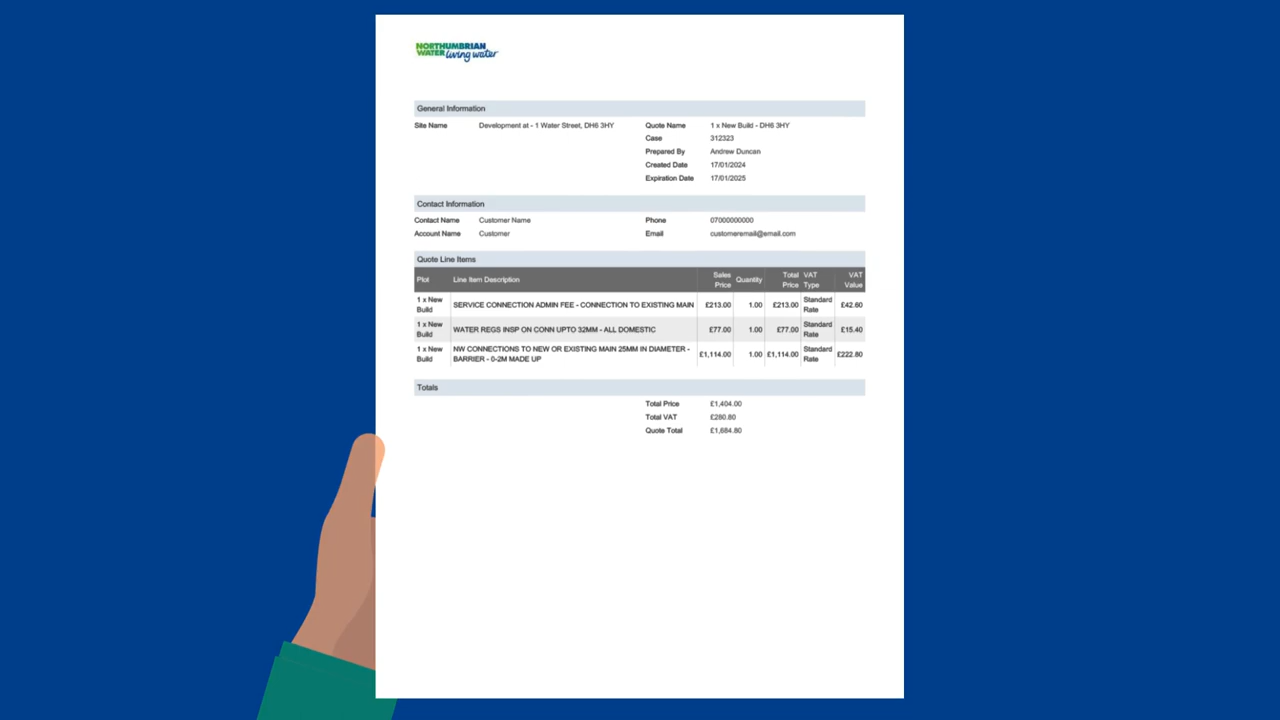 NORTHUMBRIAN
WATER living water
General Information
Site Name Development at - 1 Water Street, DH6 3HY Quote Name 1 x New Build - DH6 3HY
Case 312323
Prepared By Andrew Duncan
Created Date 17/01/2024
Expiration Date 17/01/2025
Contact Information
Contact Name Customer Name Phone 07000000000
Account Name Customer Email customeremail@email.com
Quote Line Items
Plot Line Item Description Sales Price Quantity Total Price VAT Type VAT Value
1 x New Build SERVICE CONNECTION ADMIN FEE - CONNECTION TO EXISTING MAIN £213.00 1.00 £213.00 Standard Rate £42.60
1 x New Build WATER REGS INSP ON CONN UPTO 32MM - ALL DOMESTIC £77.00 1.00 £77.00 Standard Rate £15.40
1 x New Build NW CONNECTIONS TO NEW OR EXISTING MAIN 25MM IN DIAMETER - BARRIER - 0-2M MADE UP £1,114.00 1.00 £1,114.00 Standard Rate £222.80
Totals
Total Price £1,404.00
Total VAT £280.80
Quote Total £1,684.80